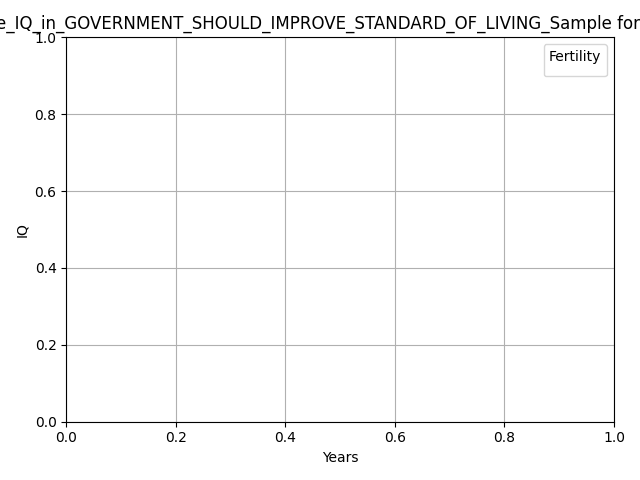 e_IQ_in_GOVERNMENT_SHOULD_IMPROVE_STANDARD_OF_LIVING_Sample for
Fertility
1.0
0.8
0.6
0.4
0.2
0.0
IQ
0.0 0.2 0.4 0.6 0.8 1.0
Years